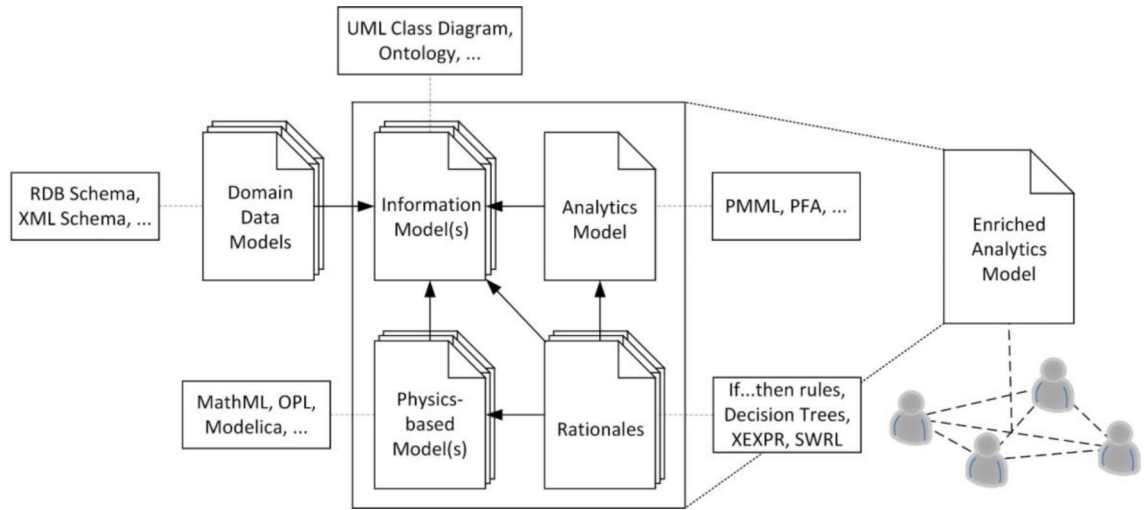 UML Class Diagram,
Ontology, ...
RDB Schema,
XML Schema, ...
Domain
Data
Models
Information
Model(s)
Analytics
Model
PMML, PFA, ...
Enriched
Analytics
Model
MathML, OPL,
Modelica, ...
Physics-
based
Model(s)
Rationales
If...then rules,
Decision Trees,
XEXPR, SWRL